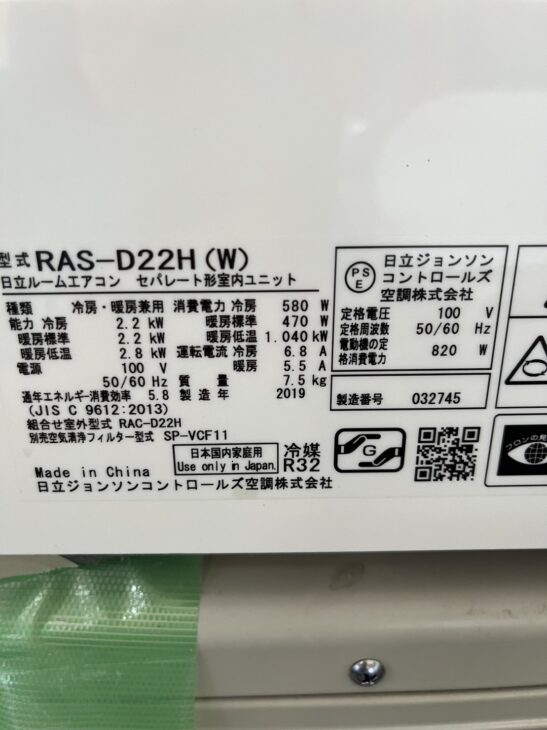 型式 RAS-D22H (W)
日立ルームエアコン セパレート形室内ユニット
種類 冷房・暖房兼用
能力 冷房 2.2 kW
暖房標準 2.2 kW
暖房低温 2.8 kW
電源 100 V
50/60 Hz
消費電力 冷房 580 W
暖房標準 470 W
暖房低温 1.040 kW
運転電流 冷房 6.8 A
暖房 5.5 A
質量 7.5 kg
通年エネルギー消費効率 5.8
製造年 2019
(JIS C 9612:2013)
組合せ室外型式 RAC-D22H
別売空気清浄フィルター型式 SP-VCF11
日本国内家庭用
Use only in Japan.
冷媒
R32
Made in China
日立ジョンソンコントロールズ空調株式会社
PS
E
日立ジョンソン
コントロールズ
空調株式会社
定格電圧 100 V
定格周波数 50/60 Hz
電動機の定
格消費電力 820 W
製造番号 032745
G
フロンの見